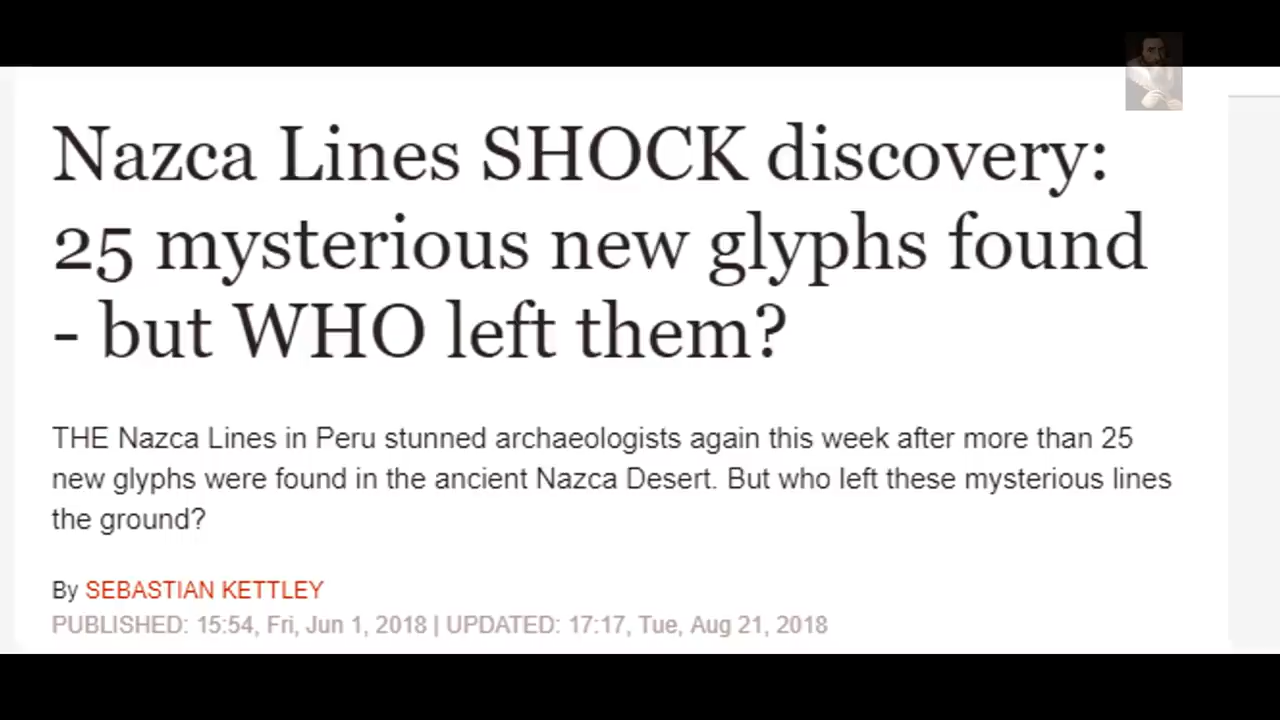 Nazca Lines SHOCK discovery:
25 mysterious new glyphs found
- but WHO left them?
THE Nazca Lines in Peru stunned archaeologists again this week after more than 25
new glyphs were found in the ancient Nazca Desert. But who left these mysterious lines
the ground?
By SEBASTIAN KETTLEY
PUBLISHED: 15:54, Fri, Jun 1, 2018 | UPDATED: 17:17, Tue, Aug 21, 2018